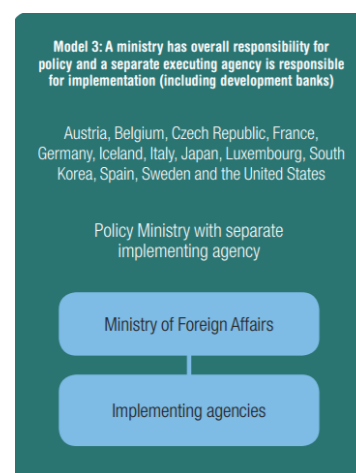 Model 3: A ministry has overall responsibility for
policy and a separate executing agency is responsible
for implementation (including development banks)
Austria, Belgium, Czech Republic, France,
Germany, Iceland, Italy, Japan, Luxembourg, South
Korea, Spain, Sweden and the United States
Policy Ministry with separate
implementing agency
Ministry of Foreign Affairs
Implementing agencies